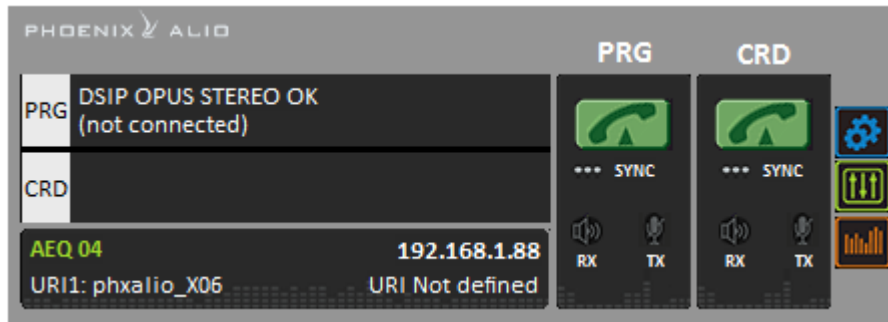 PHOENIX ALIO
PRG CRD
PRG DSIP OPUS STEREO OK
(not connected)
CRD
SYNC SYNC
AEQ 04 192.168.1.88
URI1: phxalio_X06 URI Not defined
RX TX RX TX